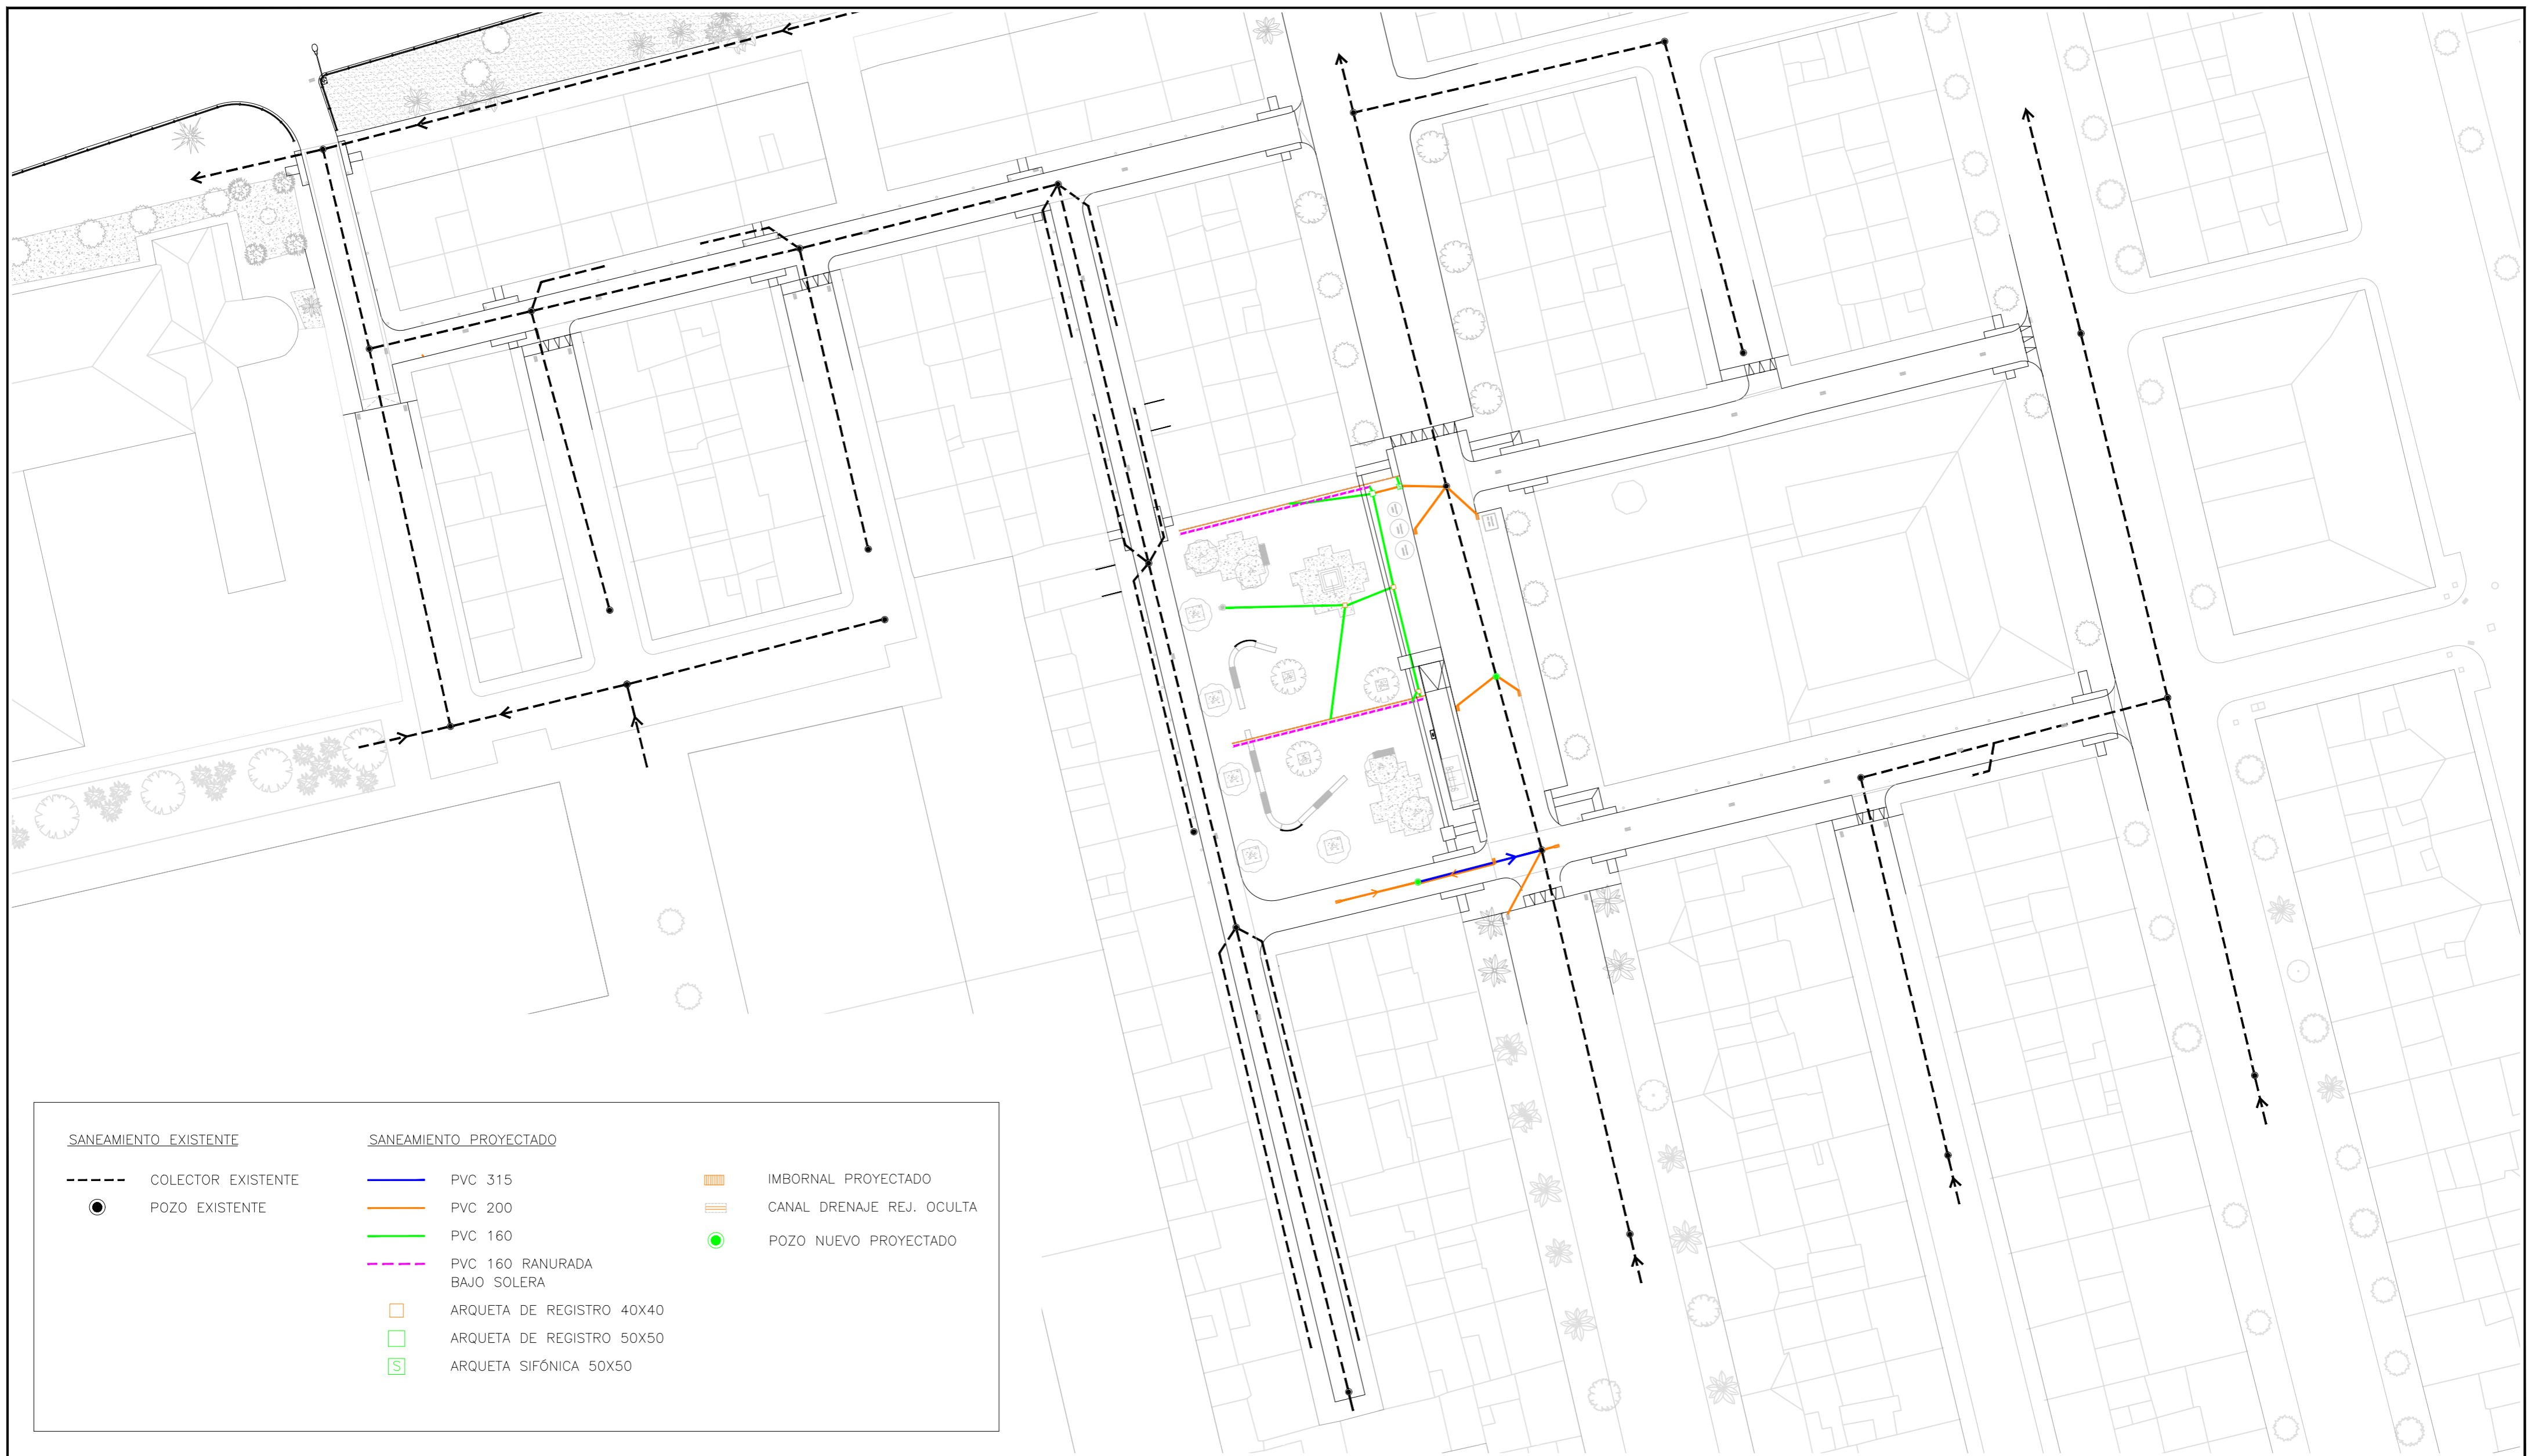 SANEAMIENTO EXISTENTE
COLECTOR EXISTENTE
POZO EXISTENTE
SANEAMIENTO PROYECTADO
PVC 315
PVC 200
PVC 160
PVC 160 RANURADA
BAJO SOLERA
ARQUETA DE REGISTRO 40X40
ARQUETA DE REGISTRO 50X50
S
ARQUETA SIFÓNICA 50X50
IMBORNAL PROYECTADO
CANAL DRENAJE REJ. OCULTA
POZO NUEVO PROYECTADO